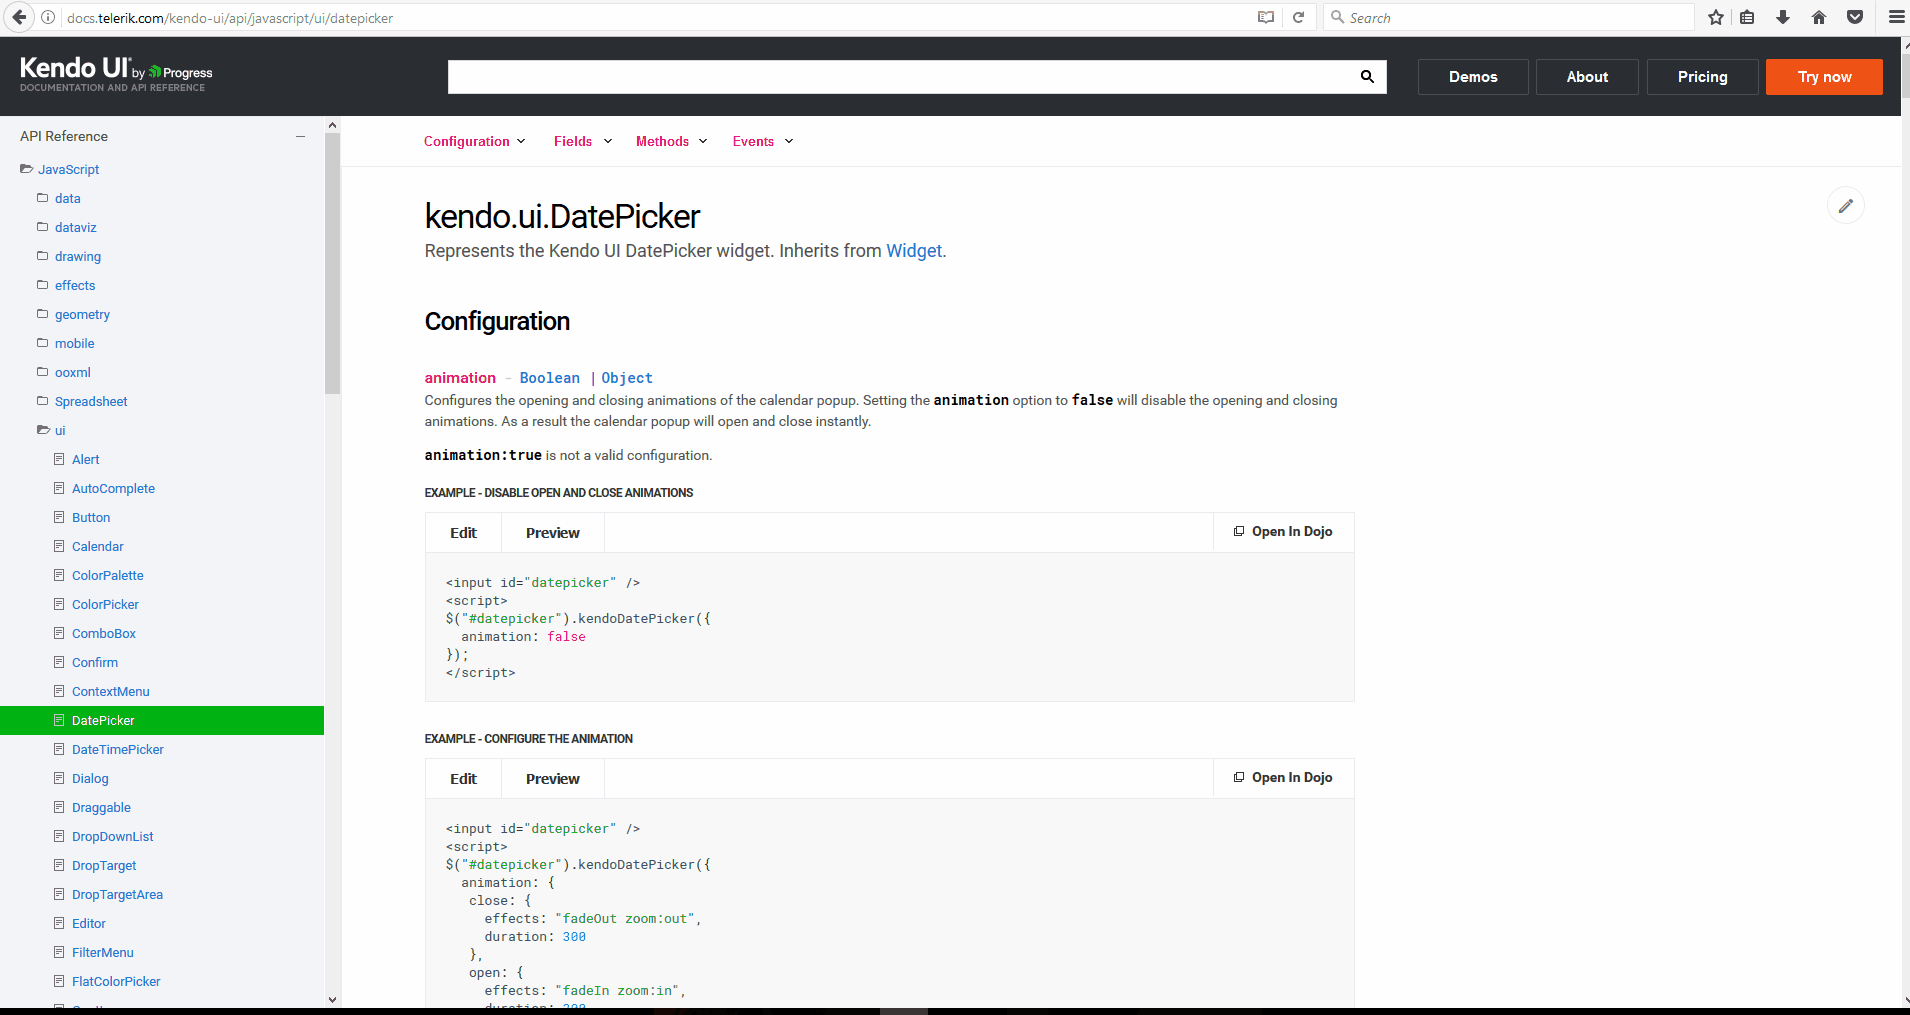 docs.telerik.com/kendo-ui/api/javascript/ui/datepicker
Search
Kendo UI by Progress
DOCUMENTATION AND API REFERENCE
Demos
About
Pricing
Try now
API Reference
JavaScript
data
dataviz
drawing
effects
geometry
mobile
ooxml
Spreadsheet
ui
Alert
AutoComplete
Button
Calendar
ColorPalette
ColorPicker
ComboBox
Confirm
ContextMenu
DatePicker
DateTimePicker
Dialog
Draggable
DropDownList
DropTarget
DropTargetArea
Editor
FilterMenu
FlatColorPicker
Configuration
Fields
Methods
Events
kendo.ui.DatePicker
Represents the Kendo UI DatePicker widget. Inherits from Widget.
Configuration
animation - Boolean | Object
Configures the opening and closing animations of the calendar popup. Setting the animation option to false will disable the opening and closing
animations. As a result the calendar popup will open and close instantly.
animation:true is not a valid configuration.
EXAMPLE - DISABLE OPEN AND CLOSE ANIMATIONS
Edit
Preview
Open In Dojo
<input id="datepicker" />
<script>
$("#datepicker").kendoDatePicker({
animation: false
});
</script>
EXAMPLE - CONFIGURE THE ANIMATION
Edit
Preview
Open In Dojo
<input id="datepicker" />
<script>
$("#datepicker").kendoDatePicker({
animation: {
close: {
effects: "fadeOut zoom:out",
duration: 300
},
open: {
effects: "fadeIn zoom:in",